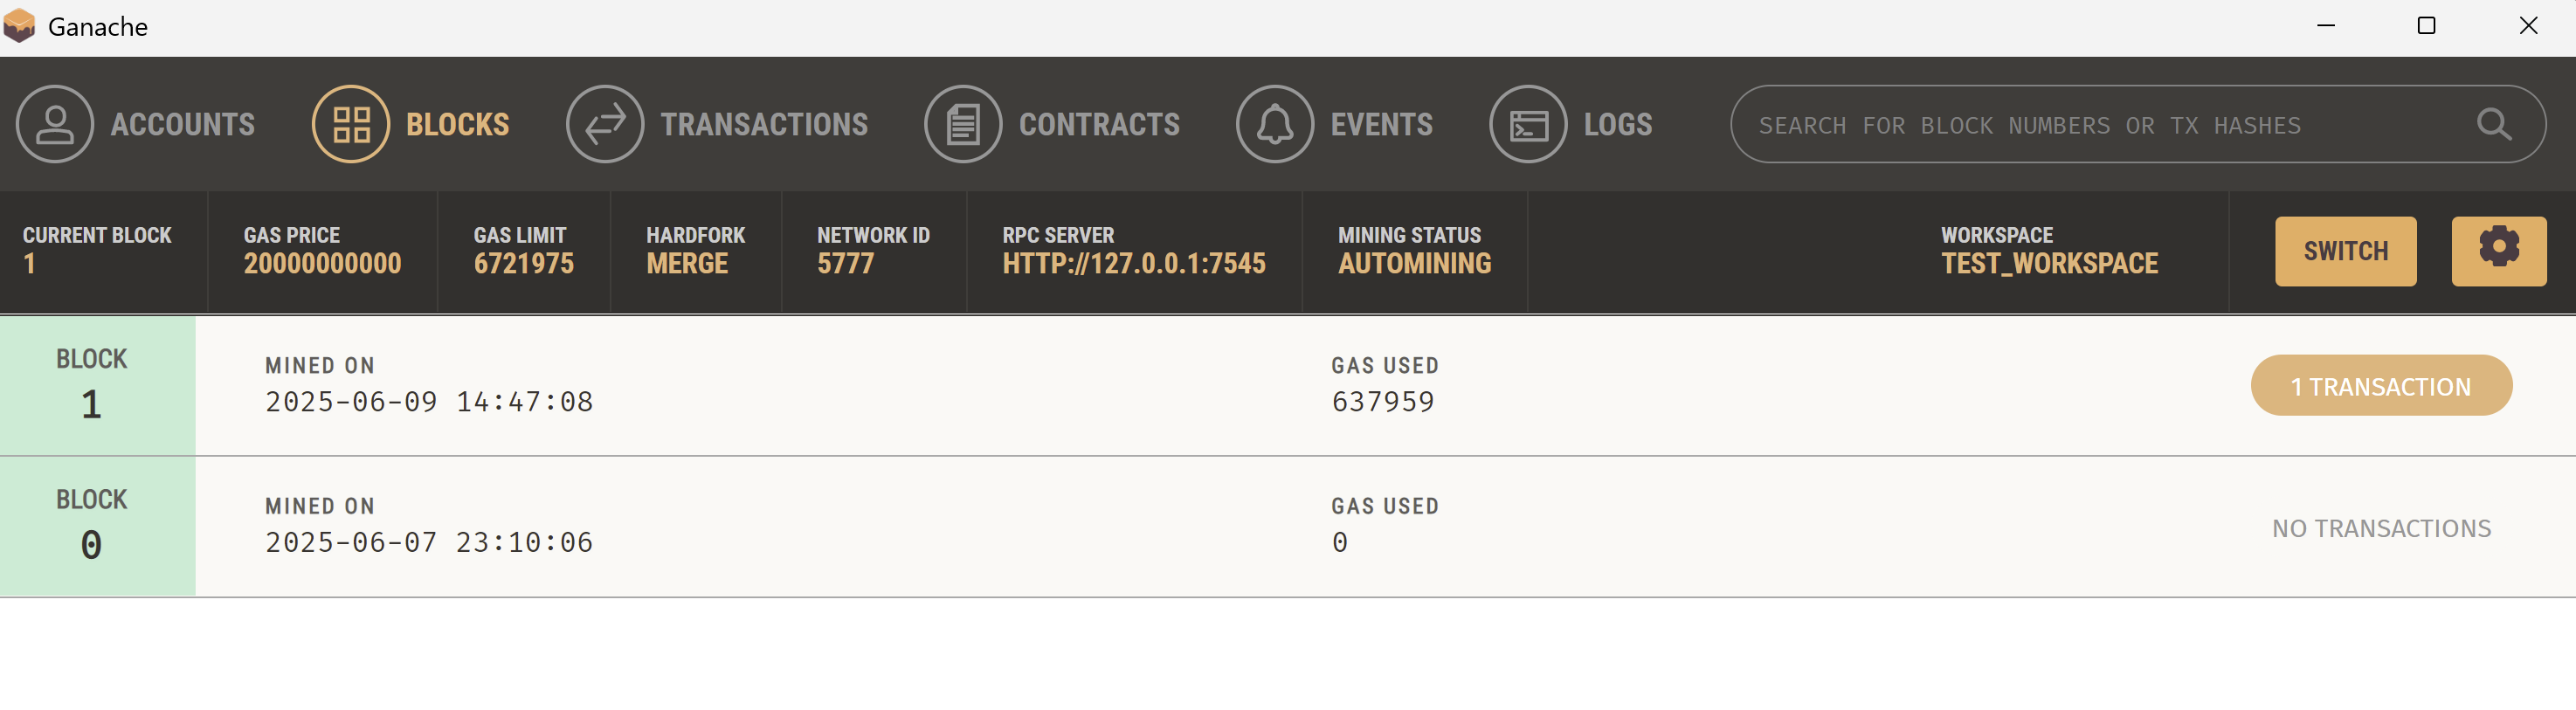 Ganache
ACCOUNTS BLOCKS TRANSACTIONS CONTRACTS EVENTS LOGS SEARCH FOR BLOCK NUMBERS OR TX HASHES
CURRENT BLOCK GAS PRICE GAS LIMIT HARDFORK NETWORK ID RPC SERVER MINING STATUS WORKSPACE
1 20000000000 6721975 MERGE 5777 HTTP://127.0.0.1:7545 AUTOMINING TEST_WORKSPACE SWITCH
BLOCK MINED ON GAS USED
1 2025-06-09 14:47:08 637959 1 TRANSACTION
BLOCK MINED ON GAS USED
0 2025-06-07 23:10:06 0 NO TRANSACTIONS